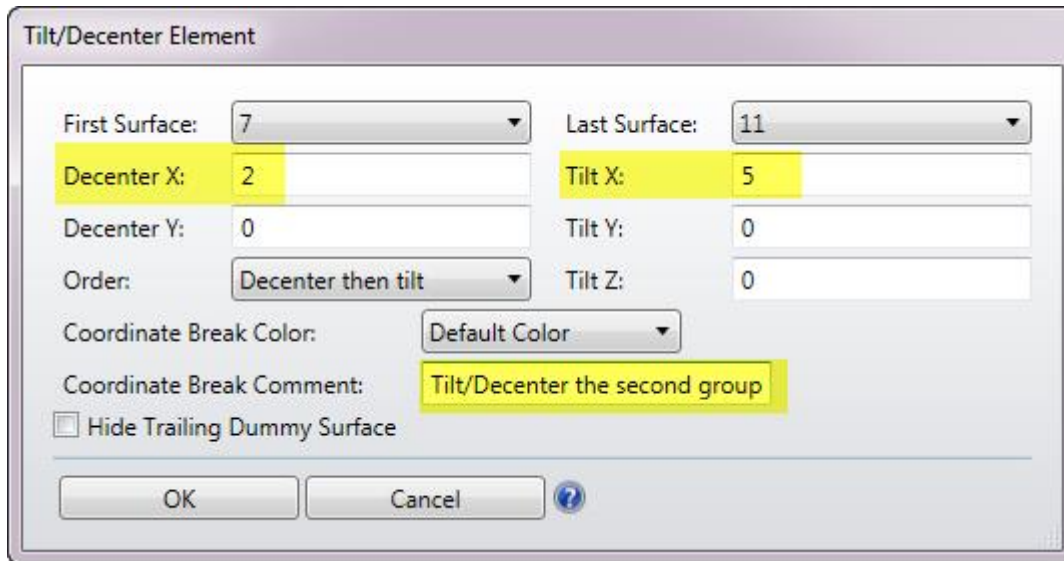 Tilt/Decenter Element
First Surface: 7 Last Surface: 11
Decenter X: 2 Tilt X: 5
Decenter Y: 0 Tilt Y: 0
Order: Decenter then tilt Tilt Z: 0
Coordinate Break Color: Default Color
Coordinate Break Comment: Tilt/Decenter the second group
Hide Trailing Dummy Surface
OK Cancel ?